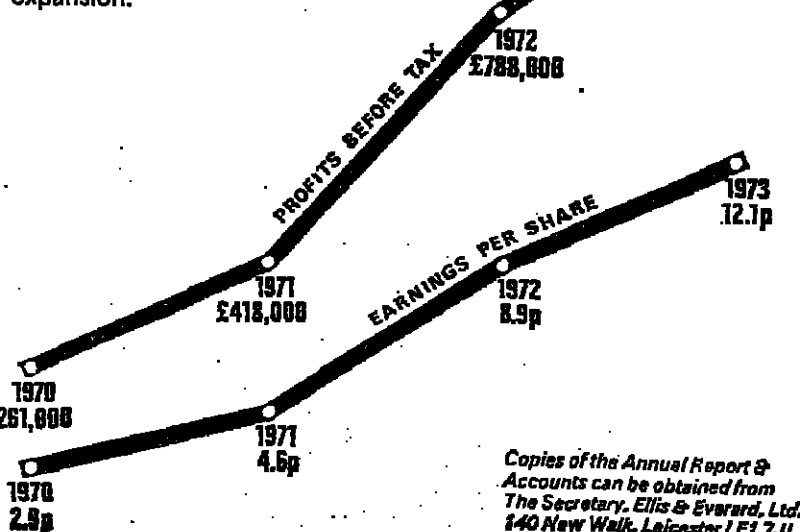 expansion.
1972
£788,000
PROFITS BEFORE TAX
1973
12.1p
EARNINGS PER SHARE
1971
£418,000
1972
8.9p
1970
261,000
1971
4.6p
1970
Copies of the Annual Report &
Accounts can be obtained from
The Secretary, Ellis & Everard, Ltd.
140 New Walk, Leicester LE1 7JL